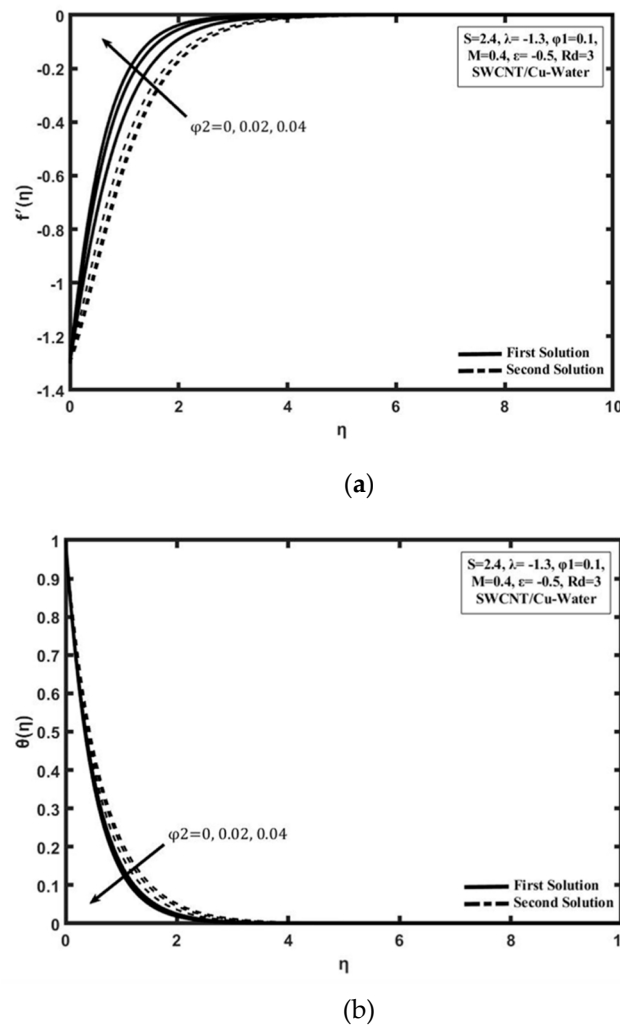 0
-0.2
-0.4
-0.6
-0.8
-1
-1.2
-1.4
f′(η)
S=2.4, λ= -1.3, φ1=0.1,
M=0.4, ε= -0.5, Rd=3
SWCNT/Cu-Water
φ2=0, 0.02, 0.04
First Solution
Second Solution
0 2 4 6 8 10
η
(a)
1
0.9
0.8
0.7
0.6
0.5
0.4
0.3
0.2
0.1
0
θ(η)
S=2.4, λ= -1.3, φ1=0.1,
M=0.4, ε= -0.5, Rd=3
SWCNT/Cu-Water
φ2=0, 0.02, 0.04
First Solution
Second Solution
0 2 4 6 8 1
η
(b)